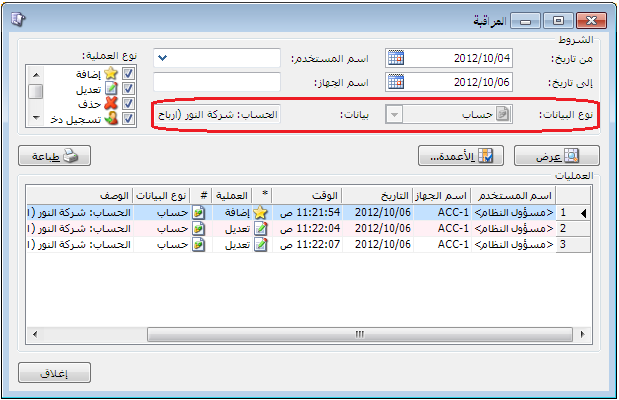 المراقبة
الشروط
من تاريخ: 2012/10/04 اسم المستخدم: نوع العملية:
إلى تاريخ: 2012/10/06 اسم الجهاز:
إضافة
تعديل
حذف
تسجيل دخ
نوع البيانات: حساب بيانات: الحساب: شركة النور (أرباح
عرض الأعمدة... طباعة
العمليات
اسم المستخدم اسم الجهاز التاريخ الوقت * العملية # نوع البيانات الوصف
1 <مسؤول النظام> ACC-1 2012/10/06 11:21:54 ص إضافة حساب الحساب: شركة النور (ا
2 <مسؤول النظام> ACC-1 2012/10/06 11:22:04 ص تعديل حساب الحساب: شركة النور (ا
3 <مسؤول النظام> ACC-1 2012/10/06 11:22:07 ص تعديل حساب الحساب: شركة النور (ا
إغلاق